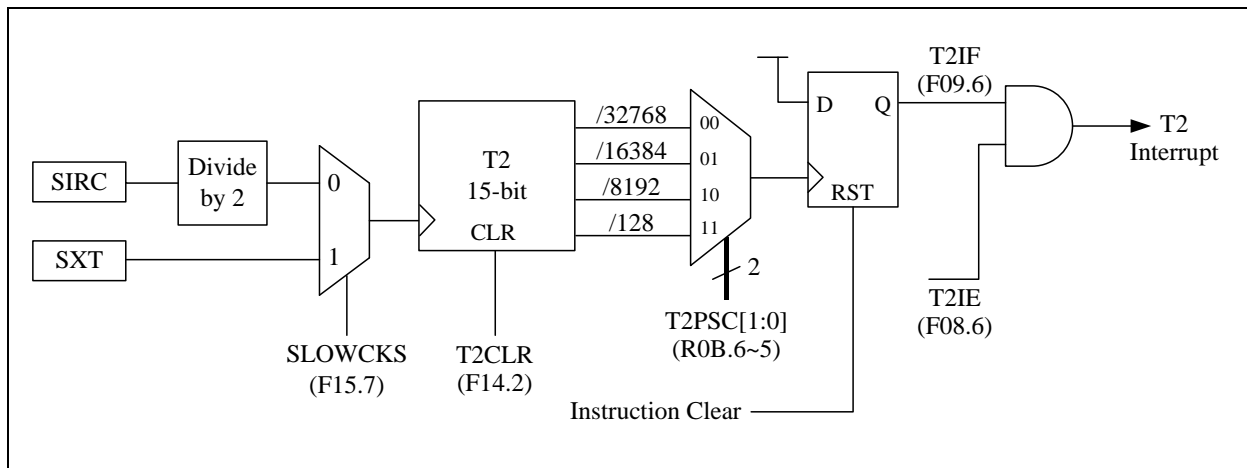 SIRC
Divide
by 2
SXT
0
1
SLOWCKS
(F15.7)
T2
15-bit
CLR
T2CLR
(F14.2)
/32768
/16384
/8192
/128
00
01
10
11
2
T2PSC[1:0]
(R0B.6~5)
D
Q
RST
Instruction Clear
T2IF
(F09.6)
T2IE
(F08.6)
T2
Interrupt